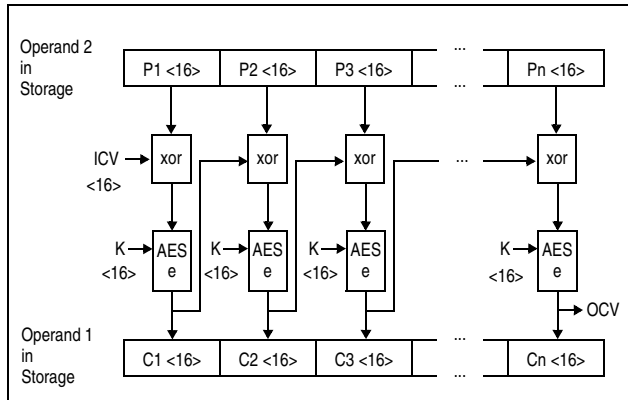 Operand 2
in
Storage
P1 <16> P2 <16> P3 <16> ... ... Pn <16>
ICV
<16>
xor xor xor ... xor
K
<16>
AES
e
K
<16>
AES
e
K
<16>
AES
e
K
<16>
AES
e
OCV
Operand 1
in
Storage
C1 <16> C2 <16> C3 <16> ... ... Cn <16>